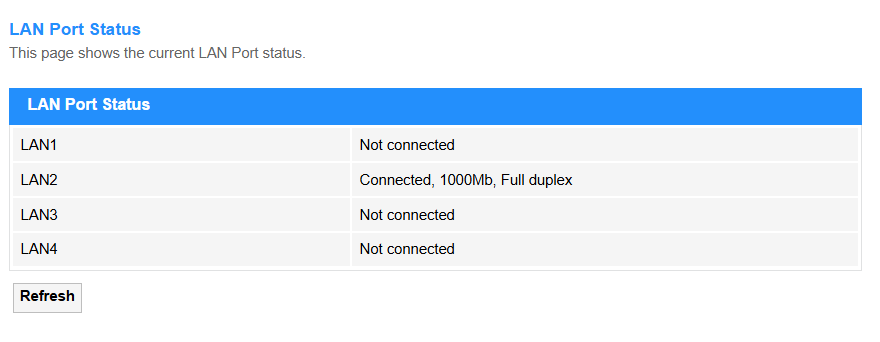 LAN Port Status
This page shows the current LAN Port status.
LAN Port Status
LAN1 Not connected
LAN2 Connected, 1000Mb, Full duplex
LAN3 Not connected
LAN4 Not connected
Refresh